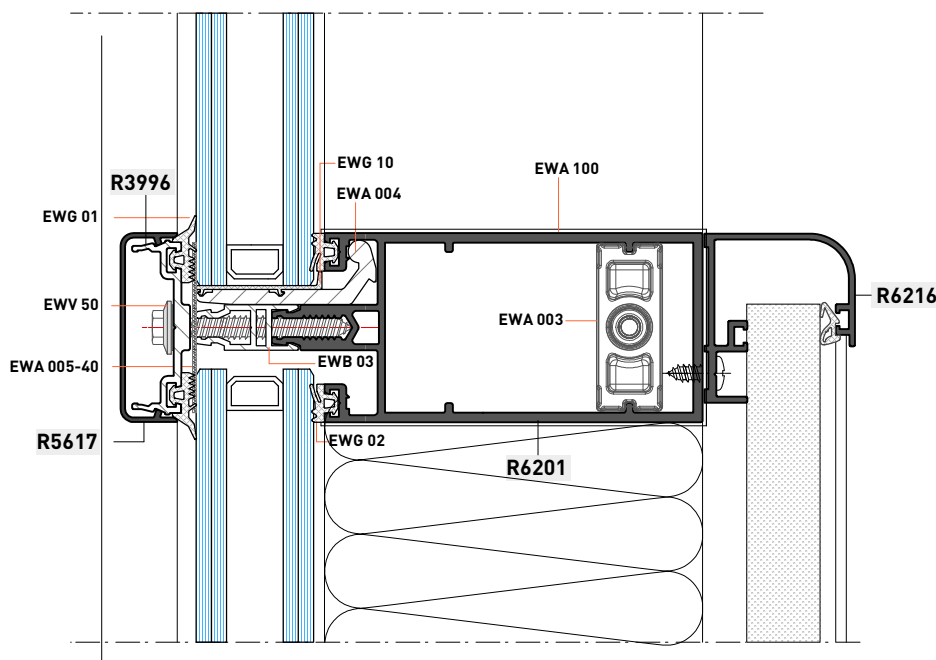 EWG 10
EWA 100
R3996
EWA 004
EWG 01
R6216
EWV 50
EWA 003
EWB 03
EWA 005-40
R5617
EWG 02
R6201